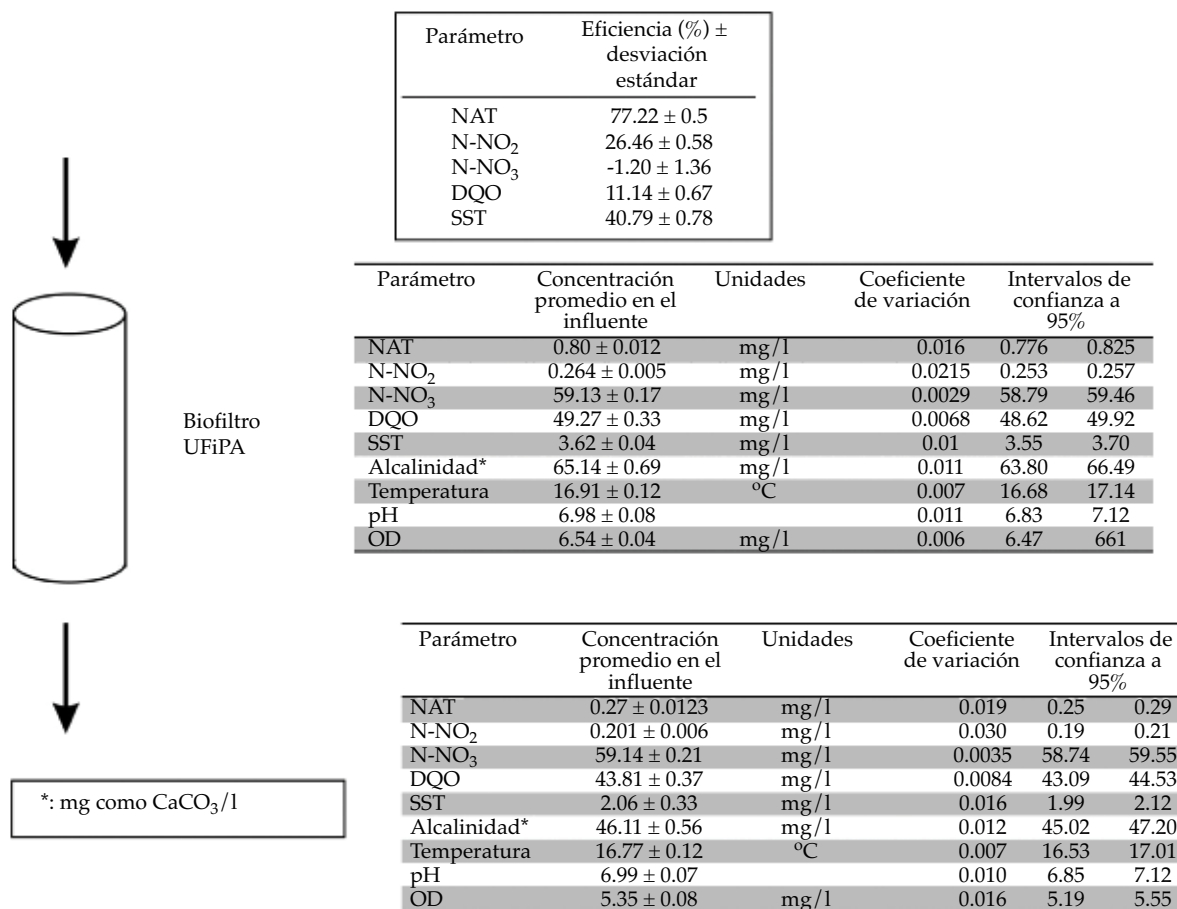 Parámetro Eficiencia (%) ±
desviación
estándar
NAT 77.22 ± 0.5
N-NO2 26.46 ± 0.58
N-NO3 -1.20 ± 1.36
DQO 11.14 ± 0.67
SST 40.79 ± 0.78
Parámetro Concentración Unidades Coeficiente Intervalos de
promedio en el de variación confianza a
influente 95%
NAT 0.80 ± 0.012 mg/l 0.016 0.776 0.825
N-NO2 0.264 ± 0.005 mg/l 0.0215 0.253 0.257
N-NO3 59.13 ± 0.17 mg/l 0.0029 58.79 59.46
DQO 49.27 ± 0.33 mg/l 0.0068 48.62 49.92
SST 3.62 ± 0.04 mg/l 0.01 3.55 3.70
Alcalinidad* 65.14 ± 0.69 mg/l 0.011 63.80 66.49
Temperatura 16.91 ± 0.12 ºC 0.007 16.68 17.14
pH 6.98 ± 0.08 0.011 6.83 7.12
OD 6.54 ± 0.04 mg/l 0.006 6.47 661
Biofiltro
UFiPA
Parámetro Concentración Unidades Coeficiente Intervalos de
promedio en el de variación confianza a
influente 95%
NAT 0.27 ± 0.0123 mg/l 0.019 0.25 0.29
N-NO2 0.201 ± 0.006 mg/l 0.030 0.19 0.21
N-NO3 59.14 ± 0.21 mg/l 0.0035 58.74 59.55
DQO 43.81 ± 0.37 mg/l 0.0084 43.09 44.53
SST 2.06 ± 0.33 mg/l 0.016 1.99 2.12
Alcalinidad* 46.11 ± 0.56 mg/l 0.012 45.02 47.20
Temperatura 16.77 ± 0.12 ºC 0.007 16.53 17.01
pH 6.99 ± 0.07 0.010 6.85 7.12
OD 5.35 ± 0.08 mg/l 0.016 5.19 5.55
*: mg como CaCO3/l